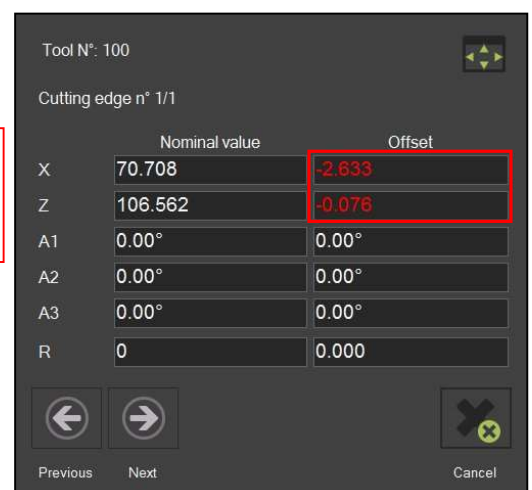 Tool N°: 100
Cutting edge n° 1/1
Nominal value Offset
X 70.708 -2.633
Z 106.562 -0.076
A1 0.00° 0.00°
A2 0.00° 0.00°
A3 0.00° 0.00°
R 0 0.000
Previous Next Cancel